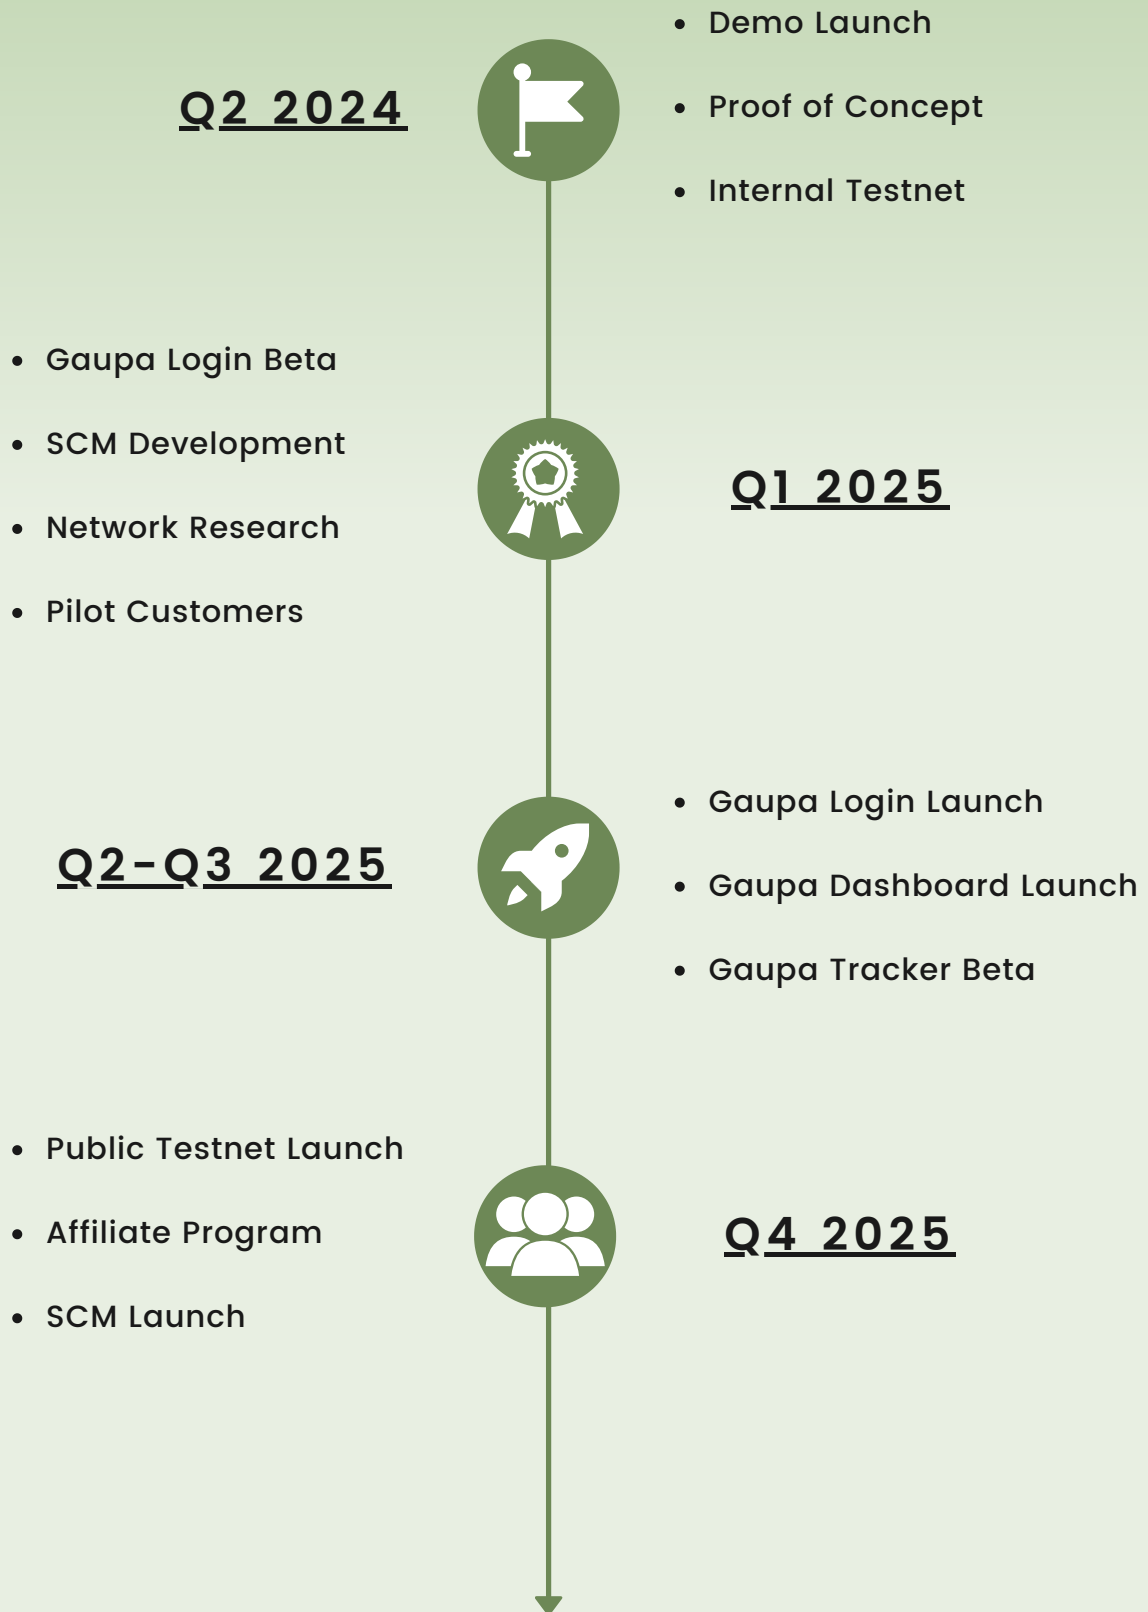 Q2 2024
Demo Launch
Proof of Concept
Internal Testnet
Gaupa Login Beta
SCM Development
Network Research
Pilot Customers
Q1 2025
Q2-Q3 2025
Gaupa Login Launch
Gaupa Dashboard Launch
Gaupa Tracker Beta
Public Testnet Launch
Affiliate Program
SCM Launch
Q4 2025